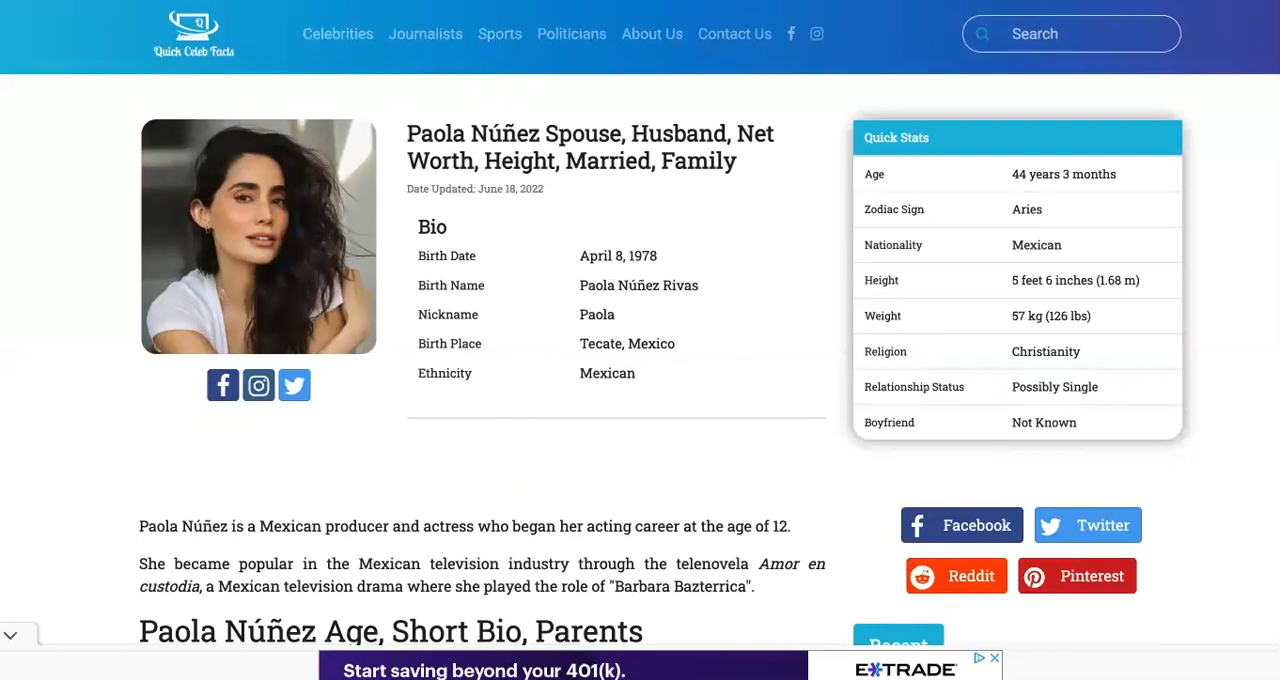 Quick Celeb Facts
Celebrities Journalists Sports Politicians About Us Contact Us
Search
Paola Núñez Spouse, Husband, Net
Worth, Height, Married, Family
Date Updated: June 18, 2022
Bio
Birth Date April 8, 1978
Birth Name Paola Núñez Rivas
Nickname Paola
Birth Place Tecate, Mexico
Ethnicity Mexican
Quick Stats
Age 44 years 3 months
Zodiac Sign Aries
Nationality Mexican
Height 5 feet 6 inches (1.68 m)
Weight 57 kg (126 lbs)
Religion Christianity
Relationship Status Possibly Single
Boyfriend Not Known
Paola Núñez is a Mexican producer and actress who began her acting career at the age of 12.
She became popular in the Mexican television industry through the telenovela Amor en
custodia, a Mexican television drama where she played the role of "Barbara Bazterrica".
Paola Núñez Age, Short Bio, Parents
Facebook Twitter
Reddit Pinterest
Recent
Start saving beyond your 401(k).
E*TRADE